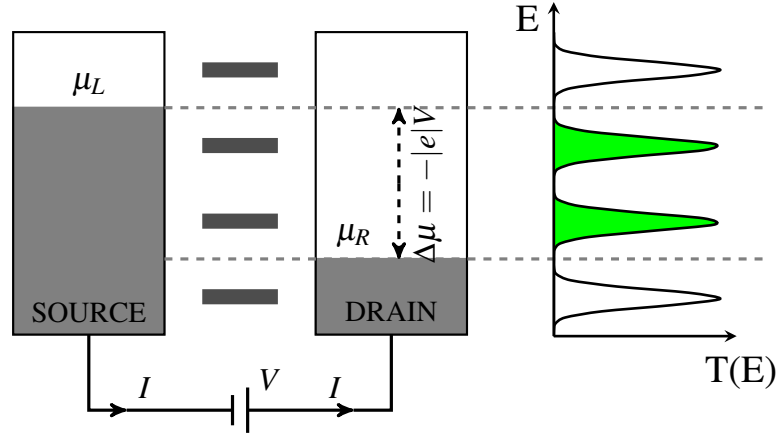 E
μ_L
Δμ = −|e|V
μ_R
SOURCE
DRAIN
T(E)
I
V
I